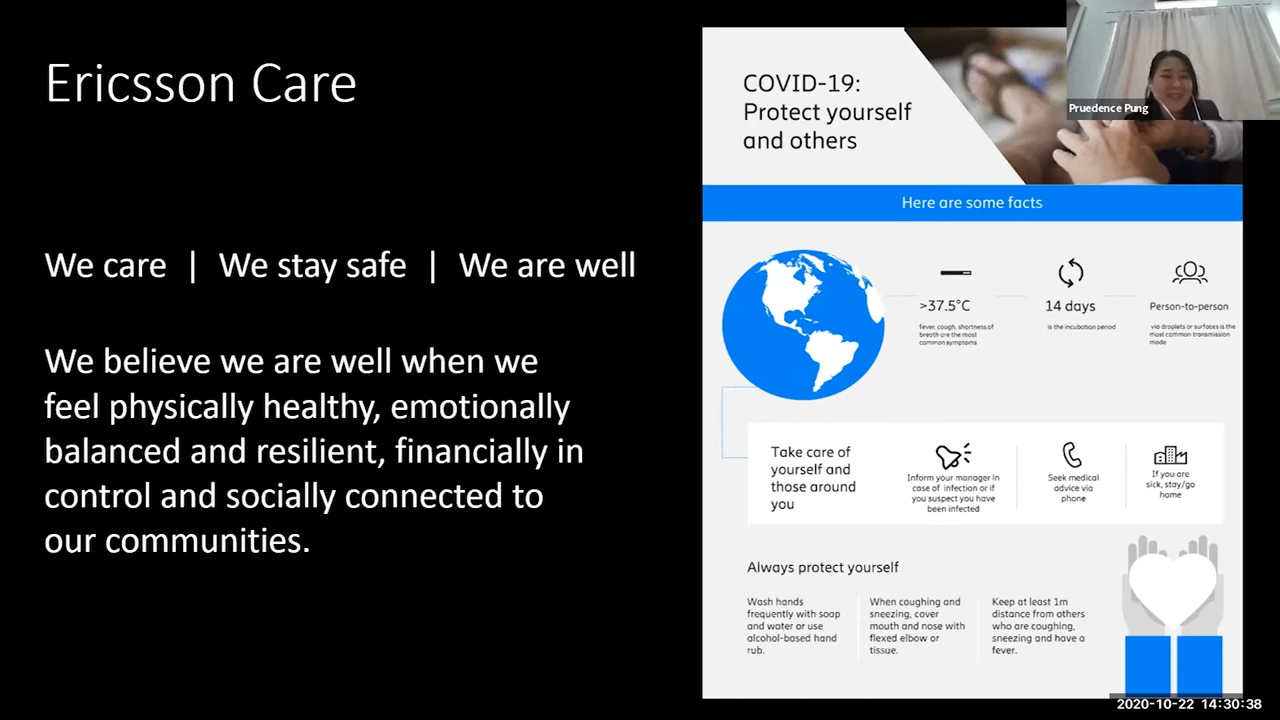 Ericsson Care
We care | We stay safe | We are well
We believe we are well when we
feel physically healthy, emotionally
balanced and resilient, financially in
control and socially connected to
our communities.
COVID-19:
Protect yourself
and others
Pruedence Pung
Here are some facts
>37.5°C
fever, cough, shortness of
breath are the most
common symptoms
14 days
is the incubation period
Person-to-person
via droplets or surfaces is the
most common transmission
mode
Take care of
yourself and
those around
you
Inform your manager in
case of infection or if
you suspect you have
been infected
Seek medical
advice via
phone
If you are
sick, stay/go
home
Always protect yourself
Wash hands
frequently with soap
and water or use
alcohol-based hand
rub.
When coughing and
sneezing, cover
mouth and nose with
flexed elbow or
tissue.
Keep at least 1m
distance from others
who are coughing,
sneezing and have a
fever.
2020-10-22 14:30:38